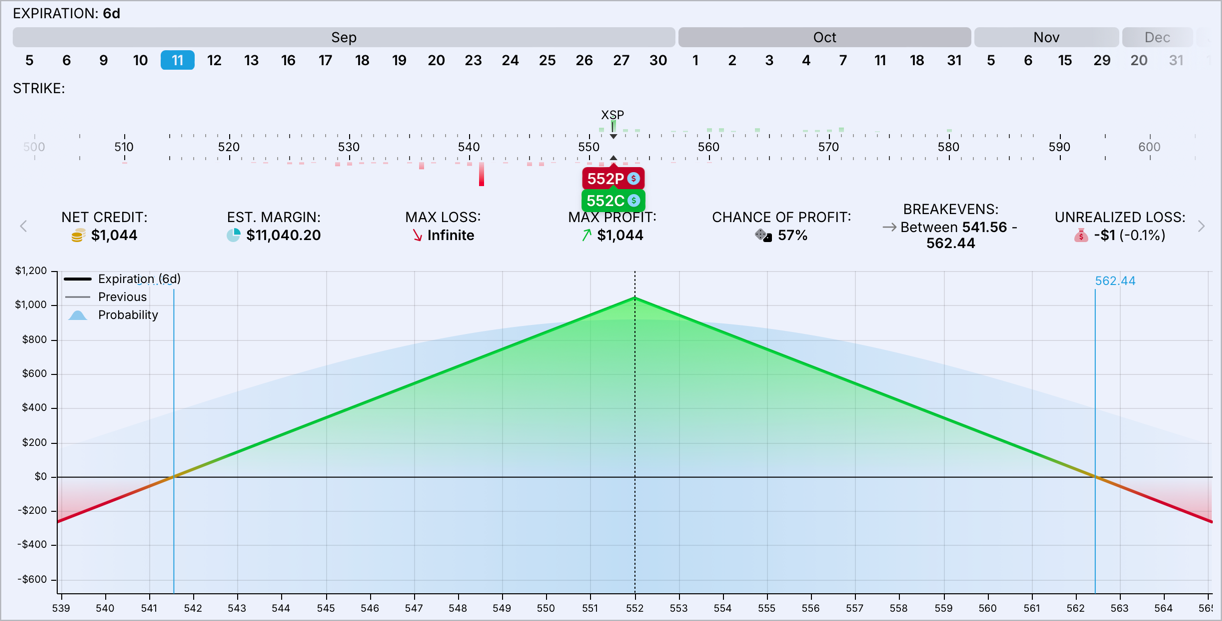 EXPIRATION: 6d
Sep Oct Nov Dec
5 6 9 10 11 12 13 16 17 18 19 20 23 24 25 26 27 30 1 2 3 4 7 11 18 31 5 6 15 29 20 31
STRIKE:
XSP
500 510 520 530 540 550 560 570 580 590 600
552P $
552C $
NET CREDIT: EST. MARGIN: MAX LOSS: MAX PROFIT: CHANCE OF PROFIT: BREAKEVENS: UNREALIZED LOSS:
$1,044 $11,040.20 Infinite $1,044 57% Between 541.56 - -$1 (-0.1%)
562.44
$1,200
Expiration (6d)
562.44
Previous
$1,000
Probability
$800
$600
$400
$200
$0
-$200
-$400
-$600
539 540 541 542 543 544 545 546 547 548 549 550 551 552 553 554 555 556 557 558 559 560 561 562 563 564